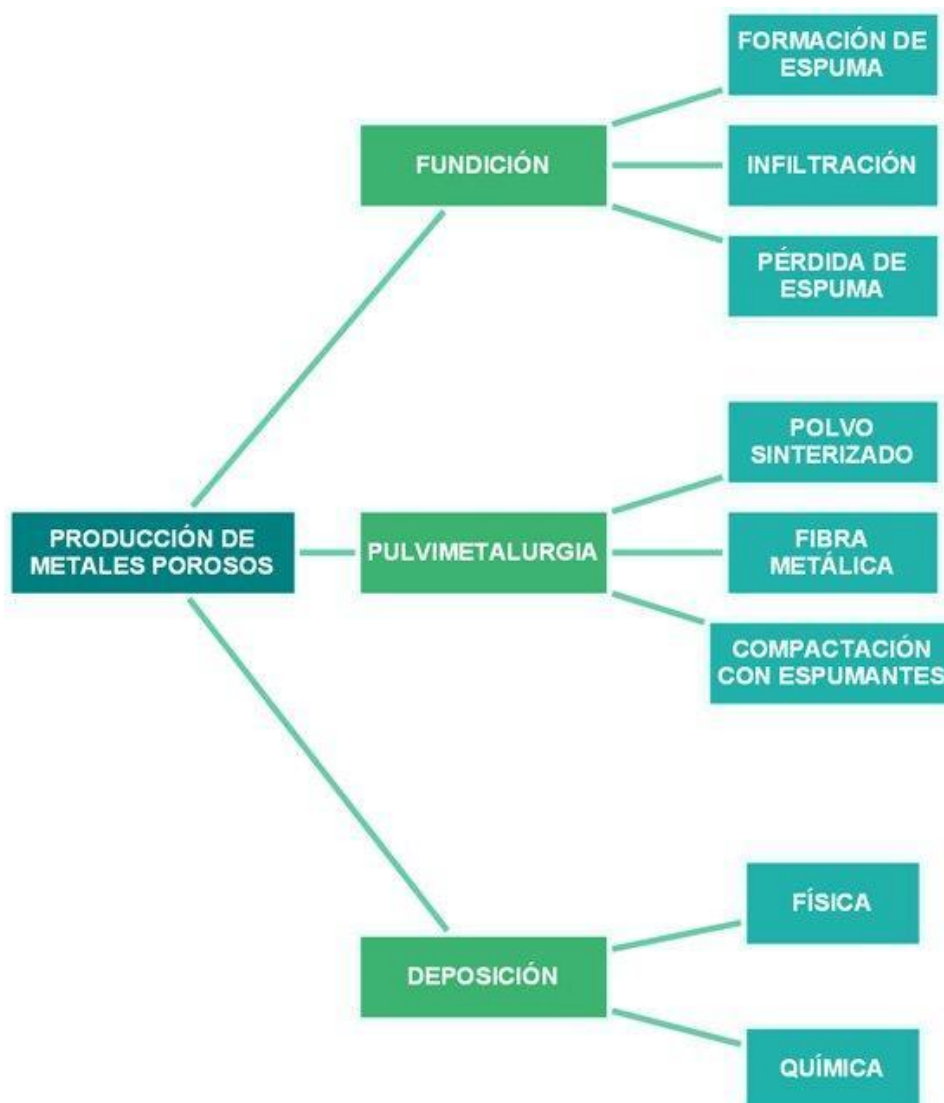 FORMACIÓN DE
ESPUMA
FUNDICIÓN
INFILTRACIÓN
PÉRDIDA DE
ESPUMA
POLVO
SINTERIZADO
PRODUCCIÓN DE
METALES POROSOS
PULVIMETALURGIA
FIBRA
METÁLICA
COMPACTACIÓN
CON ESPUMANTES
FÍSICA
DEPOSICIÓN
QUÍMICA